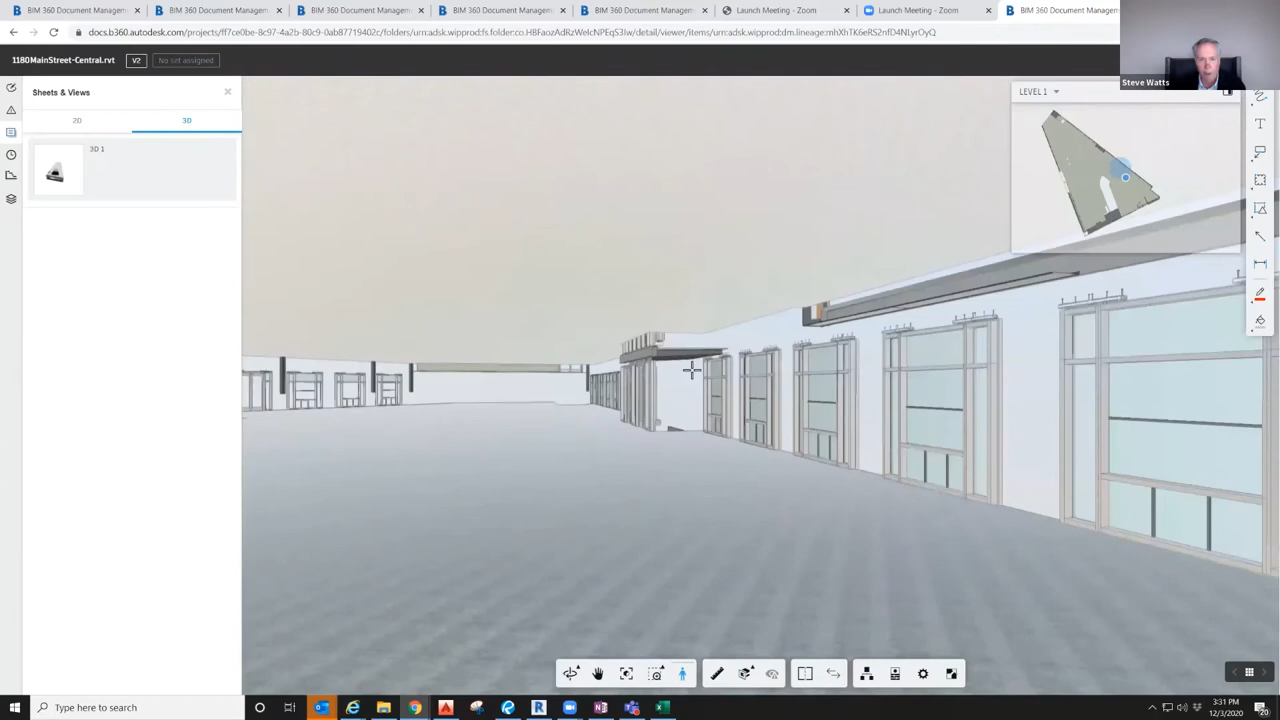 BIM 360 Document Managem
BIM 360 Document Managem
BIM 360 Document Managem
BIM 360 Document Managem
BIM 360 Document Managem
Launch Meeting - Zoom
Launch Meeting - Zoom
BIM 360 Document Managem
1180MainStreet-Central.rvt
V2
No set assigned
Steve Watts
Sheets & Views
2D
3D
3D 1
LEVEL 1
Type here to search
3:31 PM
12/3/2020
20